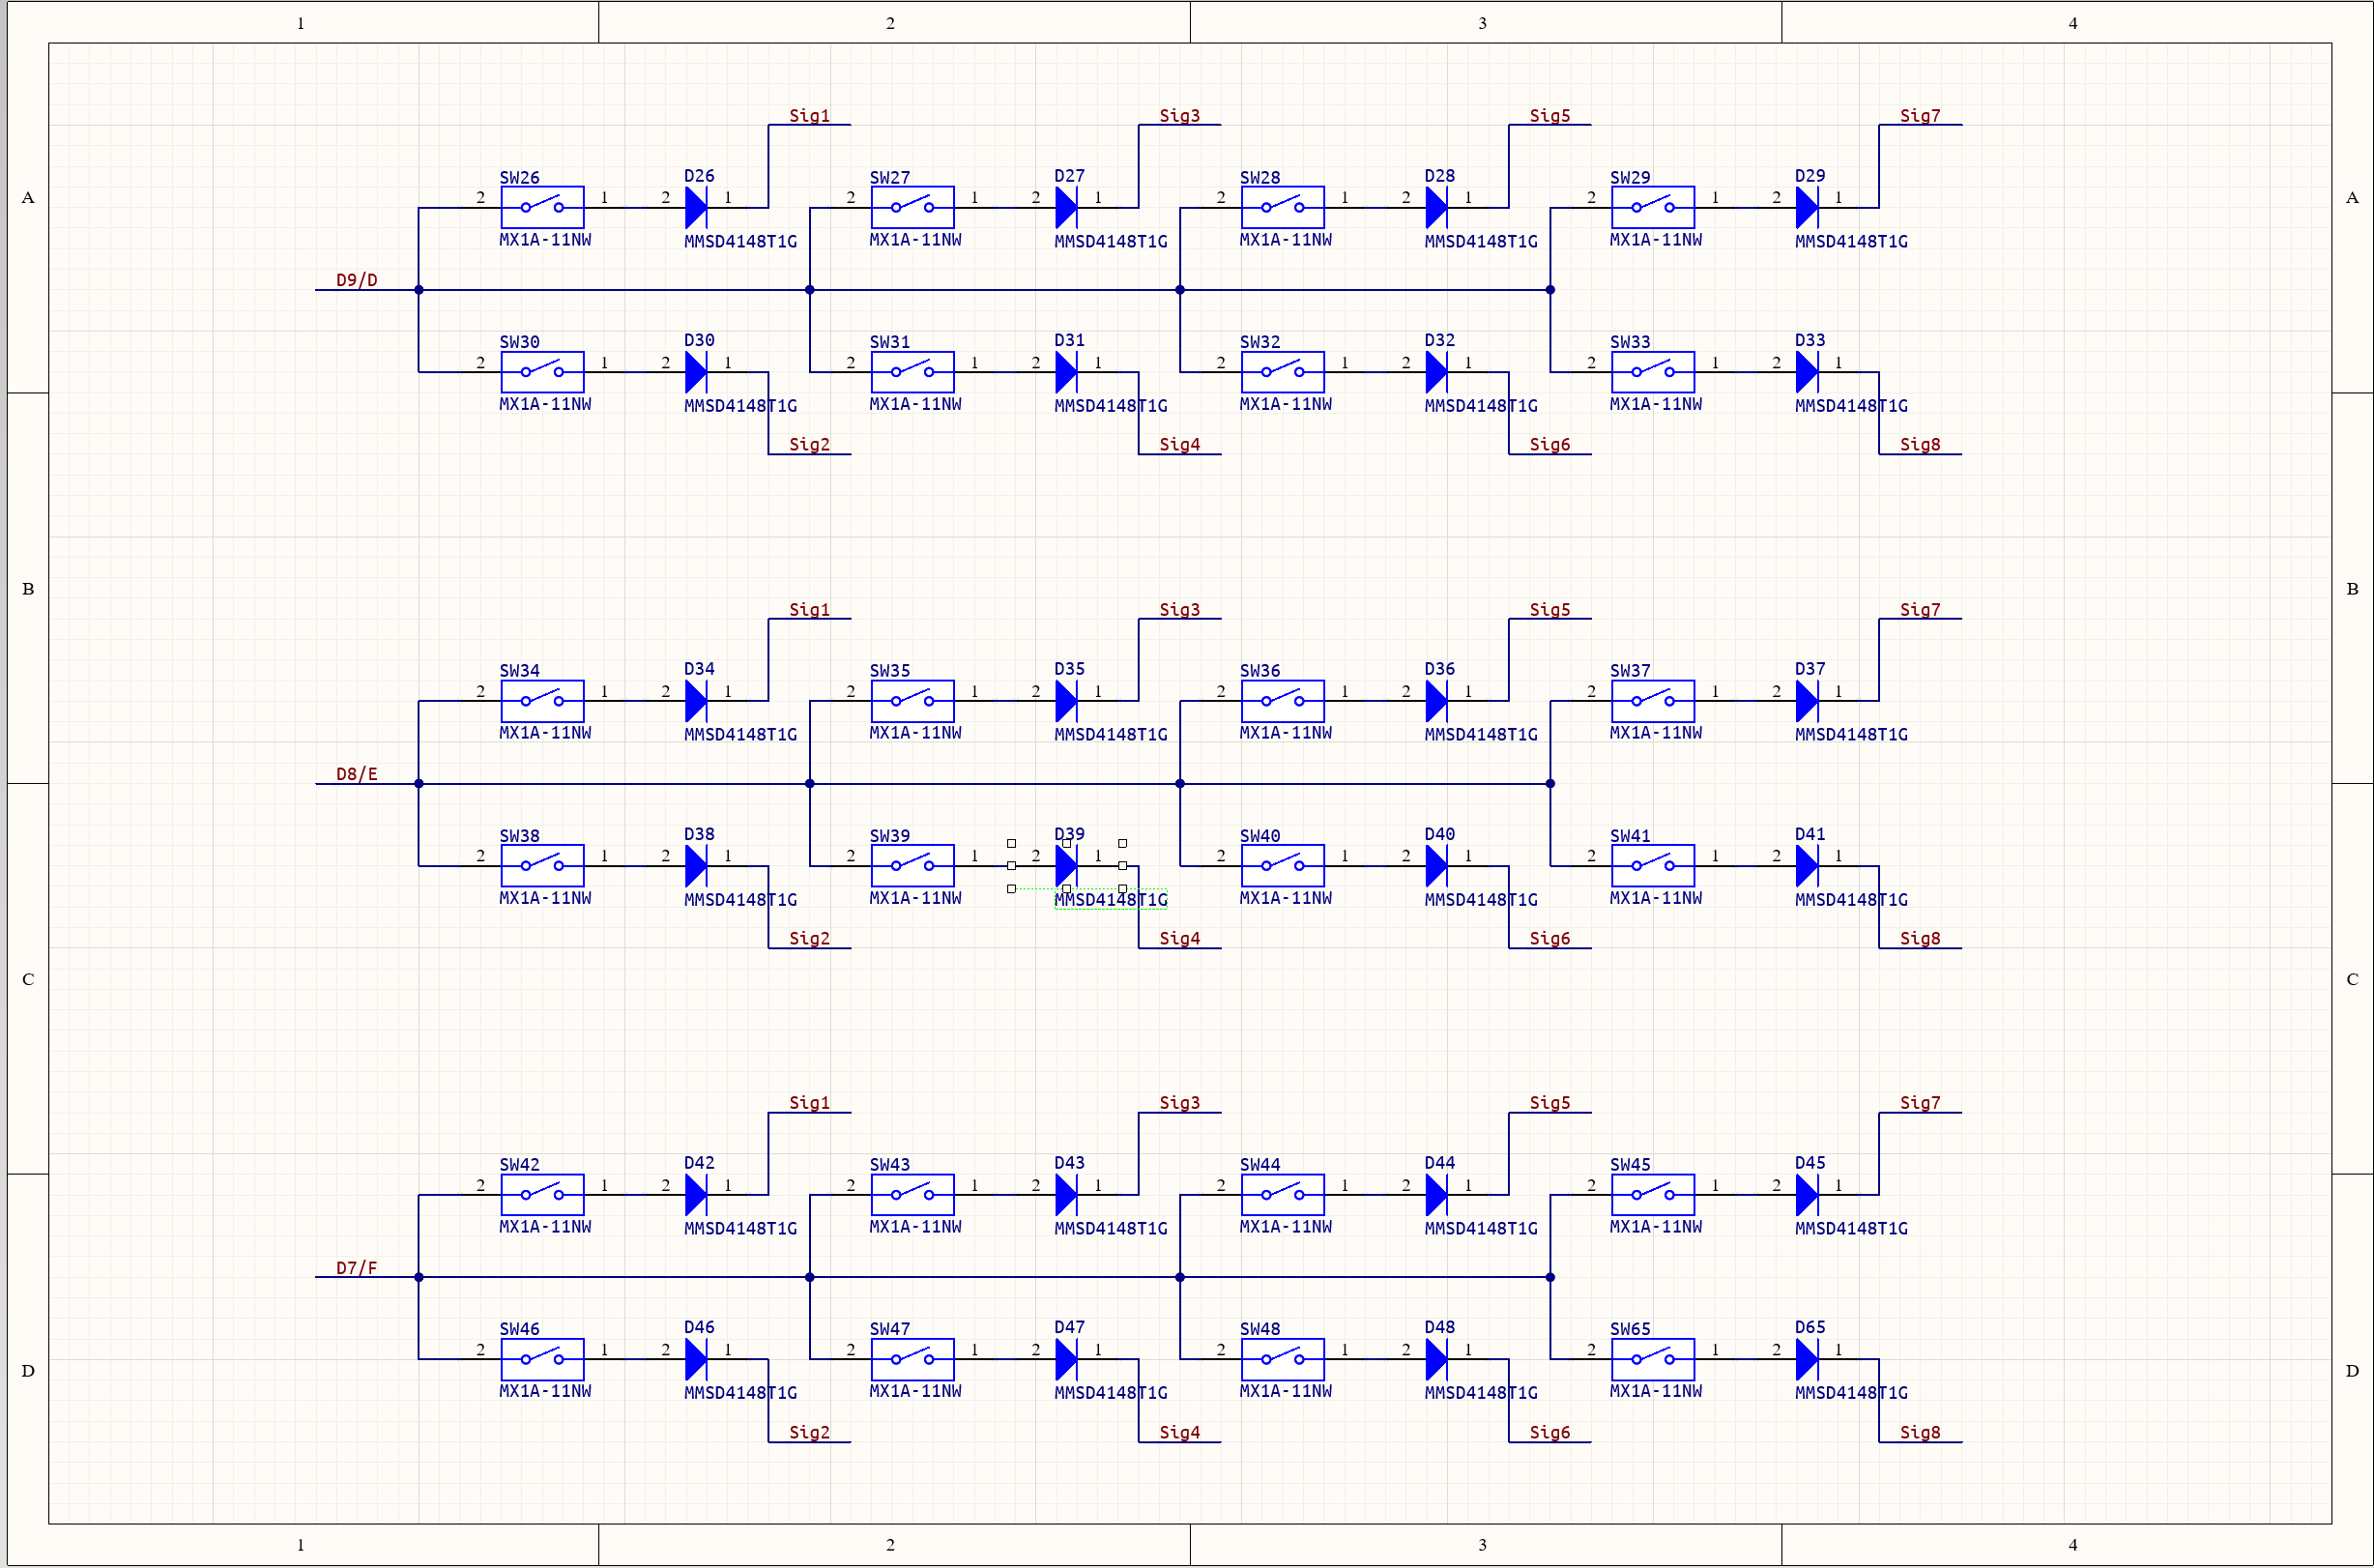 1 2 3 4
Sig1 Sig3 Sig5 Sig7
SW26 D26 SW27 D27 SW28 D28 SW29 D29
A 2 1 2 1 2 1 2 1 2 1 2 1 2 1 2 1 A
MX1A-11NW MMSD4148T1G MX1A-11NW MMSD4148T1G MX1A-11NW MMSD4148T1G MX1A-11NW MMSD4148T1G
D9/D
SW30 D30 SW31 D31 SW32 D32 SW33 D33
2 1 2 1 2 1 2 1 2 1 2 1 2 1 2 1
MX1A-11NW MMSD4148T1G MX1A-11NW MMSD4148T1G MX1A-11NW MMSD4148T1G MX1A-11NW MMSD4148T1G
Sig2 Sig4 Sig6 Sig8
B B
Sig1 Sig3 Sig5 Sig7
SW34 D34 SW35 D35 SW36 D36 SW37 D37
2 1 2 1 2 1 2 1 2 1 2 1 2 1 2 1
MX1A-11NW MMSD4148T1G MX1A-11NW MMSD4148T1G MX1A-11NW MMSD4148T1G MX1A-11NW MMSD4148T1G
D8/E
SW38 D38 SW39 D39 SW40 D40 SW41 D41
2 1 2 1 2 1 2 1 2 1 2 1 2 1 2 1
MX1A-11NW MMSD4148T1G MX1A-11NW MMSD4148T1G MX1A-11NW MMSD4148T1G MX1A-11NW MMSD4148T1G
Sig2 Sig4 Sig6 Sig8
C C
Sig1 Sig3 Sig5 Sig7
SW42 D42 SW43 D43 SW44 D44 SW45 D45
2 1 2 1 2 1 2 1 2 1 2 1 2 1 2 1
MX1A-11NW MMSD4148T1G MX1A-11NW MMSD4148T1G MX1A-11NW MMSD4148T1G MX1A-11NW MMSD4148T1G
D7/F
SW46 D46 SW47 D47 SW48 D48 SW65 D65
2 1 2 1 2 1 2 1 2 1 2 1 2 1 2 1
D D
MX1A-11NW MMSD4148T1G MX1A-11NW MMSD4148T1G MX1A-11NW MMSD4148T1G MX1A-11NW MMSD4148T1G
Sig2 Sig4 Sig6 Sig8
1 2 3 4